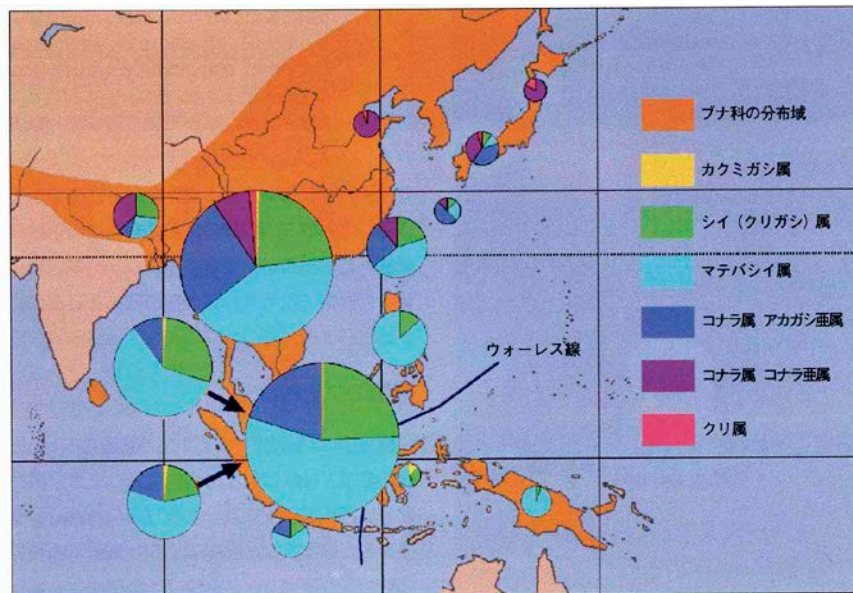 ブナ科の分布域
カクミガシ属
シイ（クリガシ）属
マテバシイ属
コナラ属 アカガシ亜属
コナラ属 コナラ亜属
クリ属
ウォーレス線